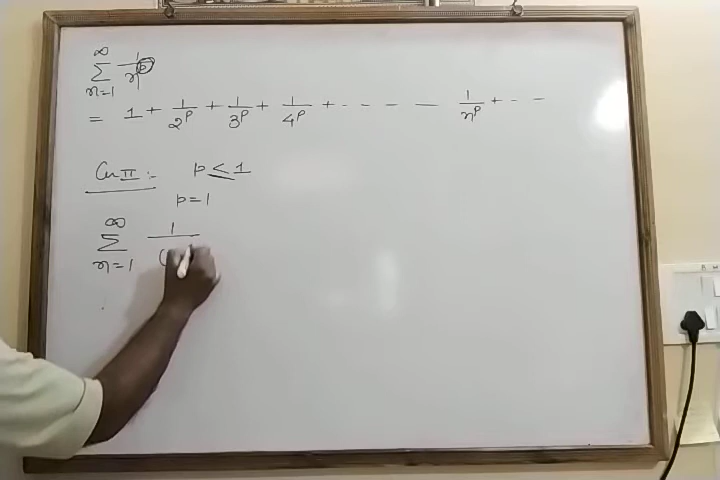 ∞ Σ n=1 1/n^p
= 1 + 1/2^p + 1/3^p + 1/4^p + - - - - — 1/n^p + - -
Case II :- p ≤ 1
p = 1
∞ Σ n=1 1/(